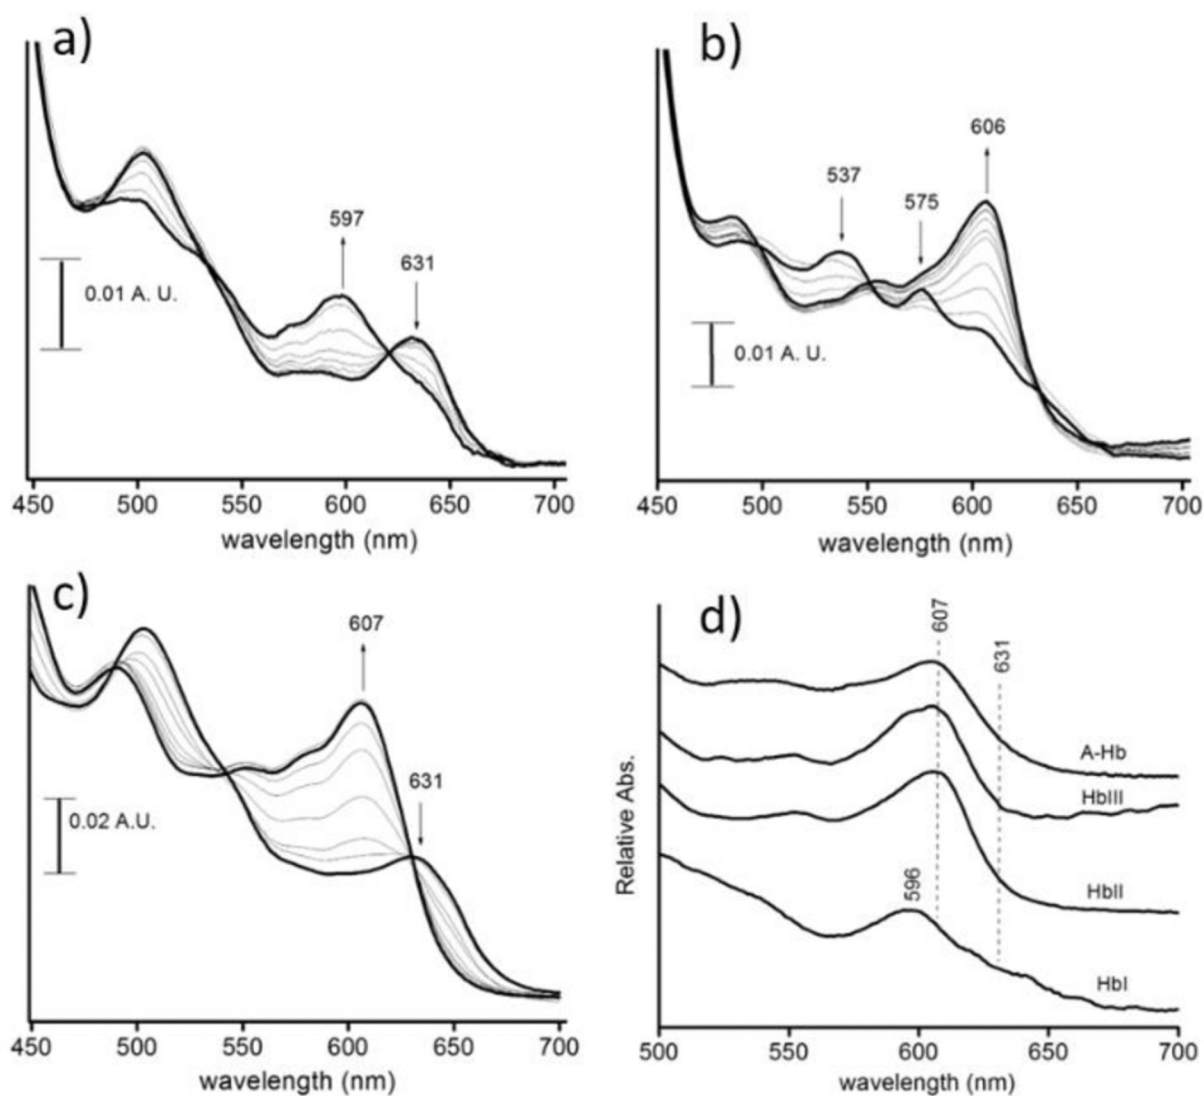 a)
597
631
0.01 A. U.
450 500 550 600 650 700
wavelength (nm)
b)
606
537
575
0.01 A. U.
450 500 550 600 650 700
wavelength (nm)
c)
607
631
0.02 A.U.
450 500 550 600 650 700
wavelength (nm)
d)
607
631
A-Hb
HbIII
HbII
596
HbI
Relative Abs.
500 550 600 650 700
wavelength (nm)